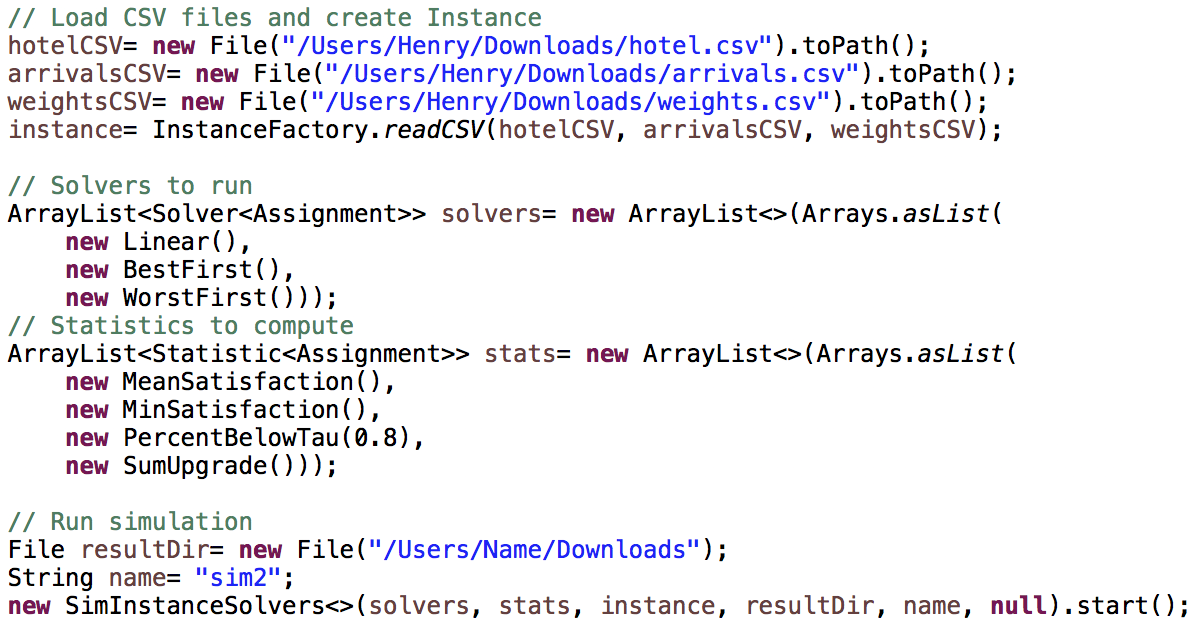 // Load CSV files and create Instance
hotelCSV= new File("/Users/Henry/Downloads/hotel.csv").toPath();
arrivalsCSV= new File("/Users/Henry/Downloads/arrivals.csv").toPath();
weightsCSV= new File("/Users/Henry/Downloads/weights.csv").toPath();
instance= InstanceFactory.readCSV(hotelCSV, arrivalsCSV, weightsCSV);

// Solvers to run
ArrayList<Solver<Assignment>> solvers= new ArrayList<>(Arrays.asList(
    new Linear(),
    new BestFirst(),
    new WorstFirst()));
// Statistics to compute
ArrayList<Statistic<Assignment>> stats= new ArrayList<>(Arrays.asList(
    new MeanSatisfaction(),
    new MinSatisfaction(),
    new PercentBelowTau(0.8),
    new SumUpgrade()));

// Run simulation
File resultDir= new File("/Users/Name/Downloads");
String name= "sim2";
new SimInstanceSolvers<>(solvers, stats, instance, resultDir, name, null).start();